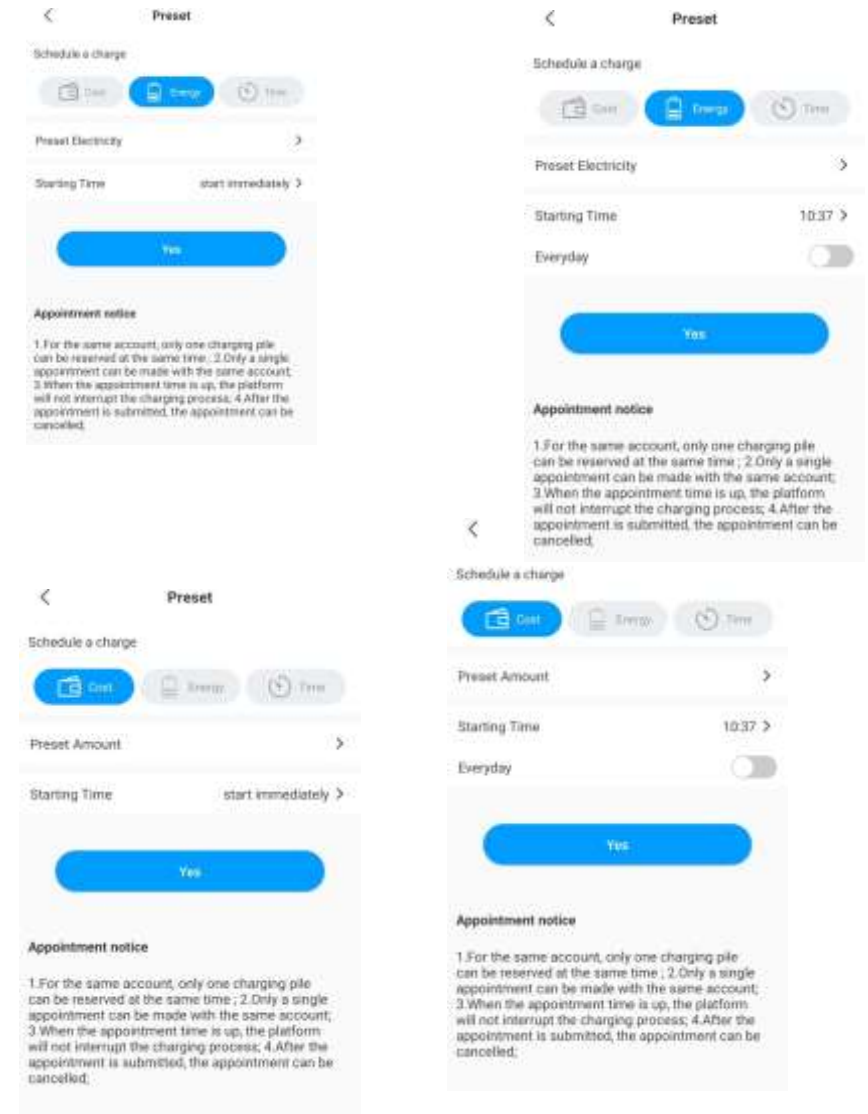 Preset
Schedule a charge
Cost Energy Time
Preset Electricity
Starting Time start immediately
Yes
Appointment notice
1.For the same account, only one charging pile
can be reserved at the same time ; 2.Only a single
appointment can be made with the same account;
3.When the appointment time is up, the platform
will not interrupt the charging process; 4.After the
appointment is submitted, the appointment can be
cancelled;
Preset
Schedule a charge
Cost Energy Time
Preset Electricity
Starting Time 10:37
Everyday
Yes
Appointment notice
1.For the same account, only one charging pile
can be reserved at the same time ; 2.Only a single
appointment can be made with the same account;
3.When the appointment time is up, the platform
will not interrupt the charging process; 4.After the
appointment is submitted, the appointment can be
cancelled;
Preset
Schedule a charge
Cost Energy Time
Preset Amount
Starting Time start immediately
Yes
Appointment notice
1.For the same account, only one charging pile
can be reserved at the same time ; 2.Only a single
appointment can be made with the same account;
3.When the appointment time is up, the platform
will not interrupt the charging process; 4.After the
appointment is submitted, the appointment can be
cancelled;
Schedule a charge
Cost Energy Time
Preset Amount
Starting Time 10:37
Everyday
Yes
Appointment notice
1.For the same account, only one charging pile
can be reserved at the same time ; 2.Only a single
appointment can be made with the same account;
3.When the appointment time is up, the platform
will not interrupt the charging process; 4.After the
appointment is submitted, the appointment can be
cancelled;